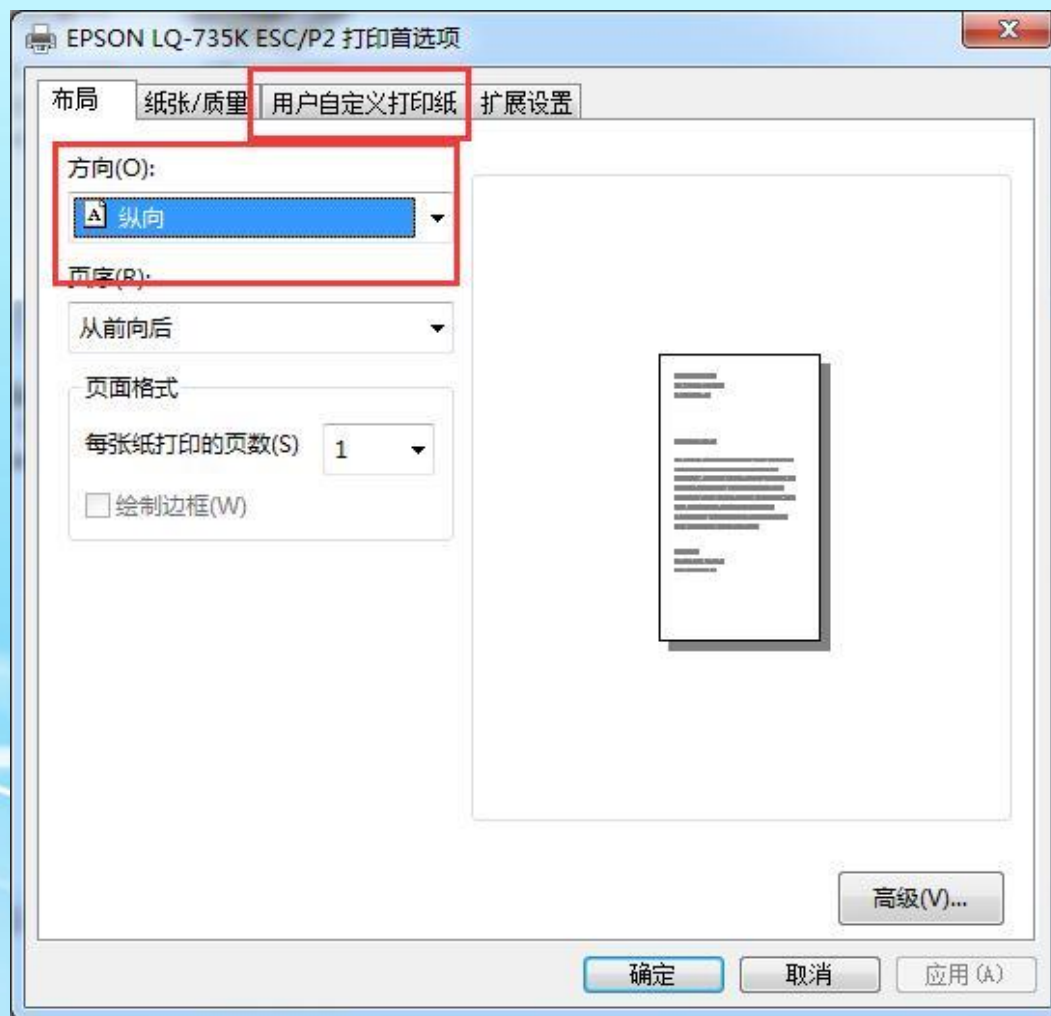 EPSON LQ-735K ESC/P2 打印首选项
布局 纸张/质量 用户自定义打印纸 扩展设置
方向(O):
纵向
页序(R):
从前向后
页面格式
每张纸打印的页数(S) 1
绘制边框(W)
高级(V)...
确定 取消 应用(A)